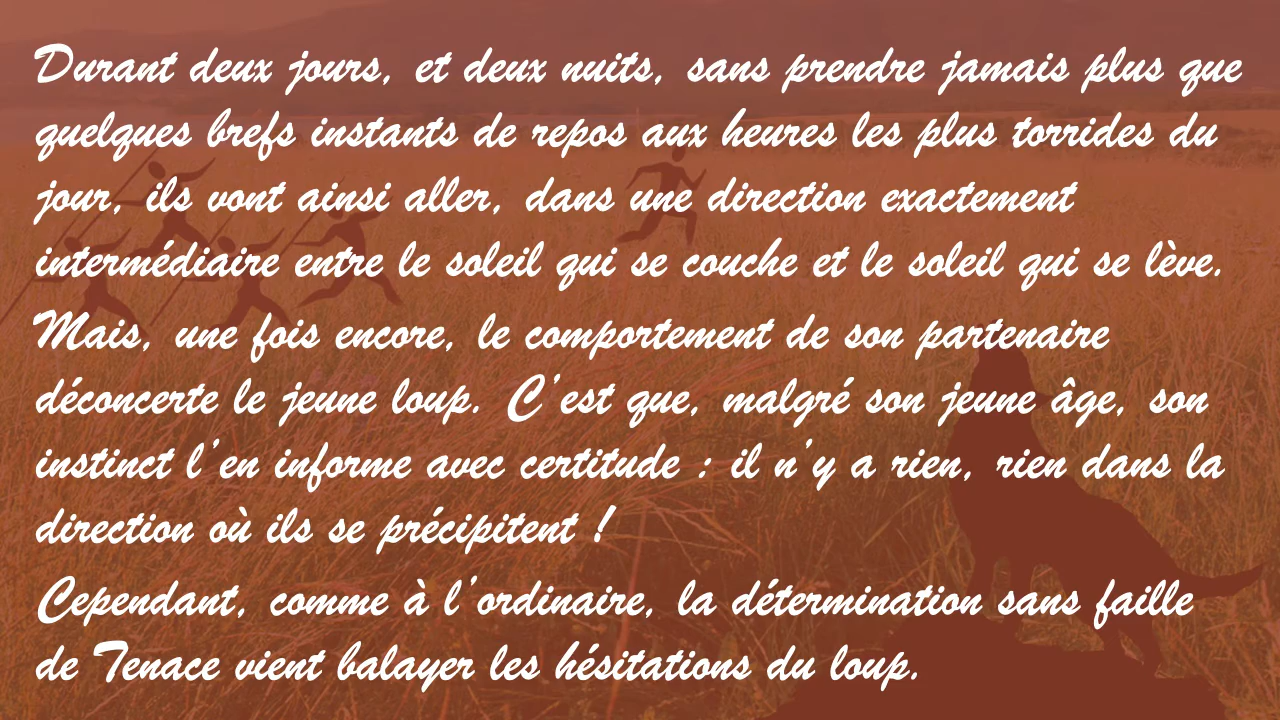 Durant deux jours, et deux nuits, sans prendre jamais plus que
quelques brefs instants de repos aux heures les plus torrides du
jour, ils vont ainsi aller, dans une direction exactement
intermédiaire entre le soleil qui se couche et le soleil qui se lève.
Mais, une fois encore, le comportement de son partenaire
déconcerte le jeune loup. C'est que, malgré son jeune âge, son
instinct l'en informe avec certitude : il n'y a rien, rien dans la
direction où ils se précipitent !
Cependant, comme à l'ordinaire, la détermination sans faille
de Tenace vient balayer les hésitations du loup.